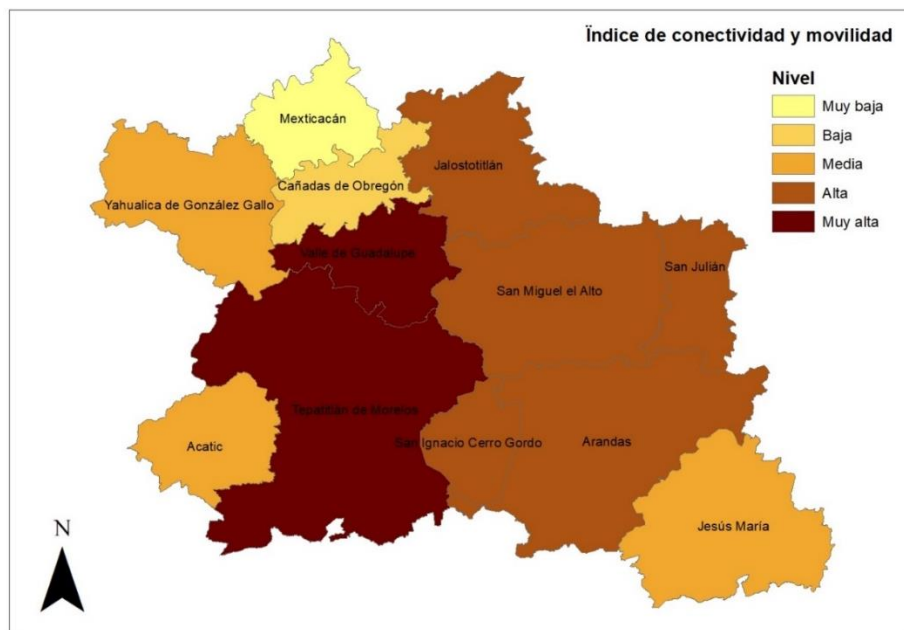 Ïndice de conectividad y movilidad
Nivel
Muy baja
Baja
Media
Alta
Muy alta
Mexticacán
Jalostotitlán
Cañadas de Obregón
Yahualica de González Gallo
Valle de Guadalupe
San Julián
San Miguel el Alto
Tepatitlán de Morelos
San Ignacio Cerro Gordo
Arandas
Acatic
Jesús María
N